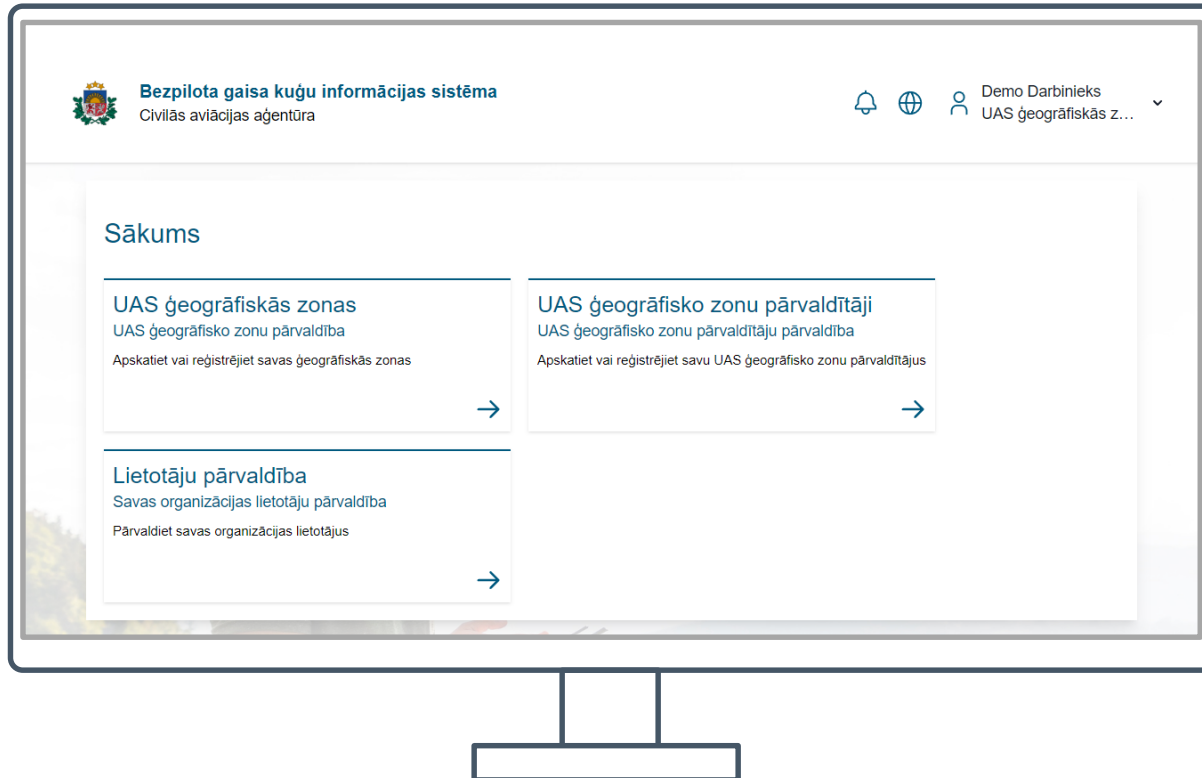 Bezpilota gaisa kuģu informācijas sistēma
Civilās aviācijas aģentūra
Demo Darbinieks
UAS ģeogrāfiskās z...
Sākums
UAS ģeogrāfiskās zonas
UAS ģeogrāfisko zonu pārvaldība
Apskatiet vai reģistrējiet savas ģeogrāfiskās zonas
UAS ģeogrāfisko zonu pārvaldītāji
UAS ģeogrāfisko zonu pārvaldītāju pārvaldība
Apskatiet vai reģistrējiet savu UAS ģeogrāfisko zonu pārvaldītājus
Lietotāju pārvaldība
Savas organizācijas lietotāju pārvaldība
Pārvaldiet savas organizācijas lietotājus